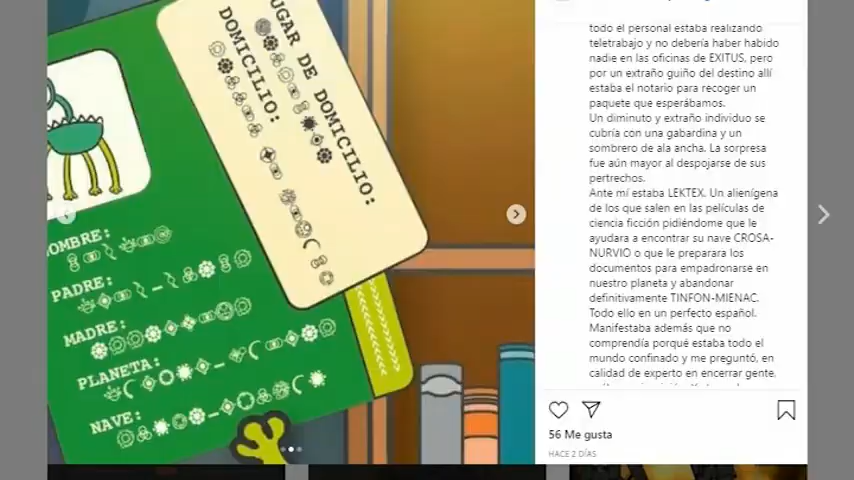 LUGAR DE DOMICILIO:
DOMICILIO:
NOMBRE:
PADRE:
MADRE:
PLANETA:
NAVE:
todo el personal estaba realizando
teletrabajo y no debería haber habido
nadie en las oficinas de EXITUS, pero
por un extraño guiño del destino allí
estaba el notario para recoger un
paquete que esperábamos.
Un diminuto y extraño individuo se
cubría con una gabardina y un
sombrero de ala ancha. La sorpresa
fue aún mayor al despojarse de sus
pertrechos.
Ante mí estaba LEKTEX. Un alienígena
de los que salen en las películas de
ciencia ficción pidiéndome que le
ayudara a encontrar su nave CROSA-
NURVIO o que le preparara los
documentos para empadronarse en
nuestro planeta y abandonar
definitivamente TINFON-MIENAC.
Todo ello en un perfecto español.
Manifestaba además que no
comprendía porqué estaba todo el
mundo confinado y me preguntó, en
calidad de experto en encerrar gente,
56 Me gusta
HACE 2 DÍAS